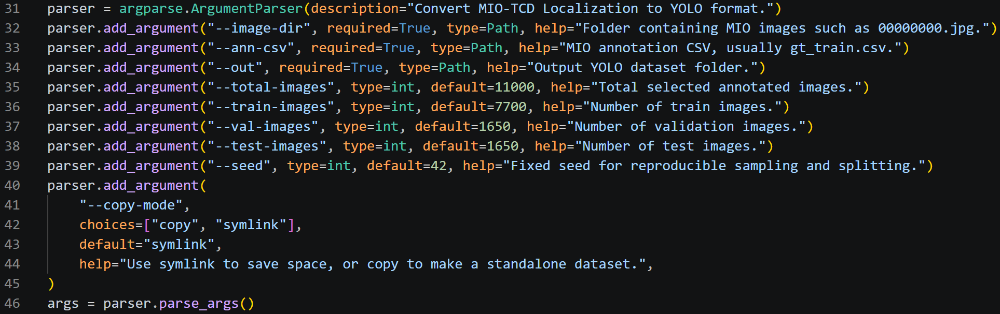 31 parser = argparse.ArgumentParser(description="Convert MIO-TCD Localization to YOLO format.")
32 parser.add_argument("--image-dir", required=True, type=Path, help="Folder containing MIO images such as 00000000.jpg.")
33 parser.add_argument("--ann-csv", required=True, type=Path, help="MIO annotation CSV, usually gt_train.csv.")
34 parser.add_argument("--out", required=True, type=Path, help="Output YOLO dataset folder.")
35 parser.add_argument("--total-images", type=int, default=11000, help="Total selected annotated images.")
36 parser.add_argument("--train-images", type=int, default=7700, help="Number of train images.")
37 parser.add_argument("--val-images", type=int, default=1650, help="Number of validation images.")
38 parser.add_argument("--test-images", type=int, default=1650, help="Number of test images.")
39 parser.add_argument("--seed", type=int, default=42, help="Fixed seed for reproducible sampling and splitting.")
40 parser.add_argument(
41     "--copy-mode",
42     choices=["copy", "symlink"],
43     default="symlink",
44     help="Use symlink to save space, or copy to make a standalone dataset.",
45 )
46 args = parser.parse_args()